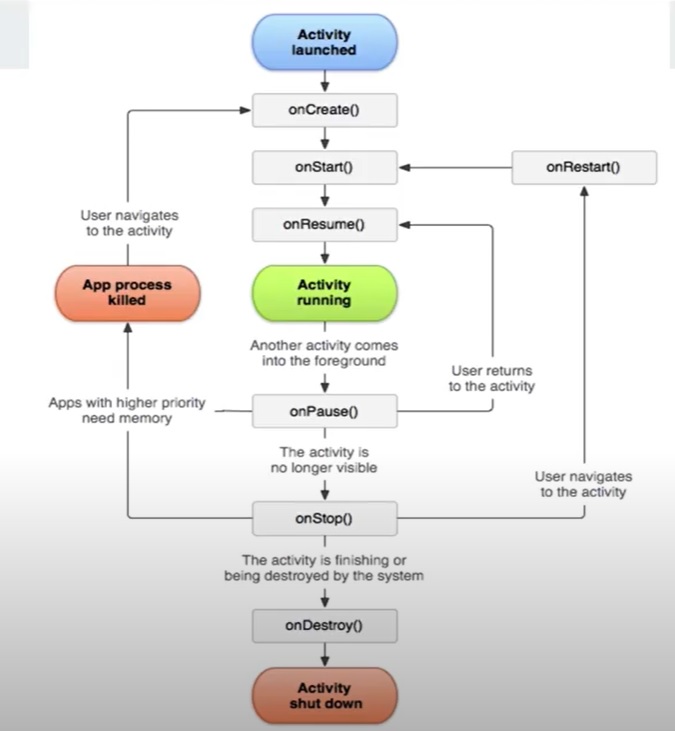 Activity
launched
onCreate()
onStart()
onRestart()
onResume()
User navigates
to the activity
App process
killed
Activity
running
Another activity comes
into the foreground
User returns
to the activity
Apps with higher priority
need memory
onPause()
The activity is
no longer visible
User navigates
to the activity
onStop()
The activity is finishing or
being destroyed by the system
onDestroy()
Activity
shut down